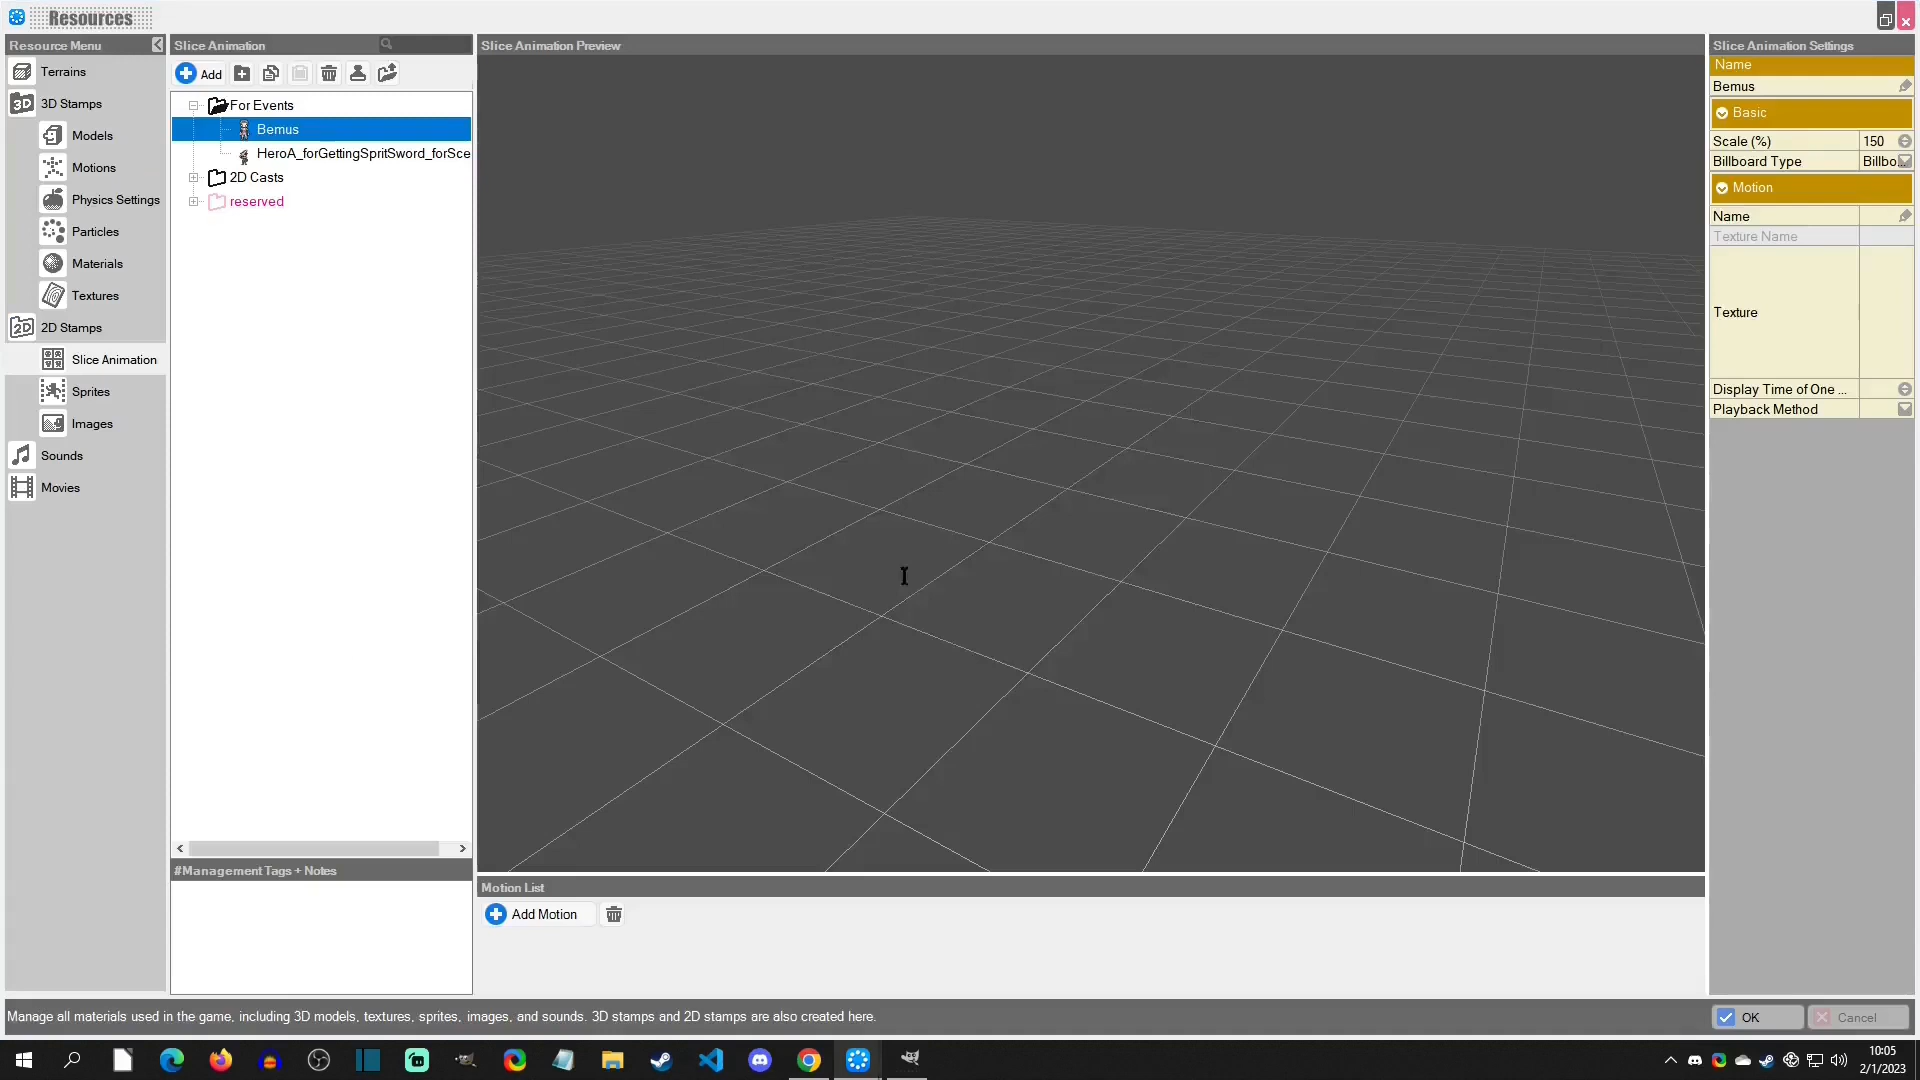 Resources
Resource Menu
Terrains
3D Stamps
Models
Motions
Physics Settings
Particles
Materials
Textures
2D Stamps
Slice Animation
Sprites
Images
Sounds
Movies
Slice Animation
Add
For Events
Bemus
HeroA_forGettingSpritSword_forSce
2D Casts
reserved
#Management Tags + Notes
Slice Animation Preview
Motion List
Add Motion
Slice Animation Settings
Name
Bemus
Basic
Scale (%) 150
Billboard Type Billbo...
Motion
Name
Texture Name
Texture
Display Time of One ...
Playback Method
Manage all materials used in the game, including 3D models, textures, sprites, images, and sounds. 3D stamps and 2D stamps are also created here.
OK
Cancel
10:05
2/1/2023